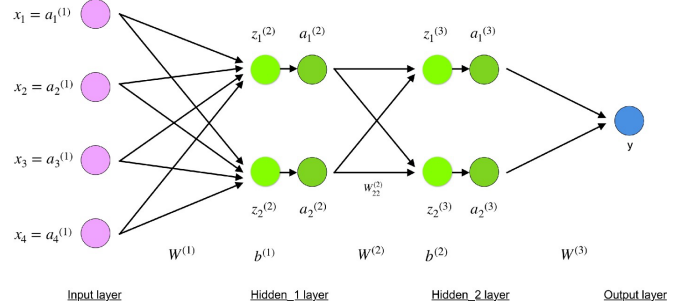 x₁ = a₁⁽¹⁾
z₁⁽²⁾ a₁⁽²⁾ z₁⁽³⁾ a₁⁽³⁾
x₂ = a₂⁽¹⁾
y
x₃ = a₃⁽¹⁾
W₂₂⁽²⁾
z₂⁽²⁾ a₂⁽²⁾ z₂⁽³⁾ a₂⁽³⁾
x₄ = a₄⁽¹⁾
W⁽¹⁾ b⁽¹⁾ W⁽²⁾ b⁽²⁾ W⁽³⁾
Input layer Hidden_1 layer Hidden_2 layer Output layer